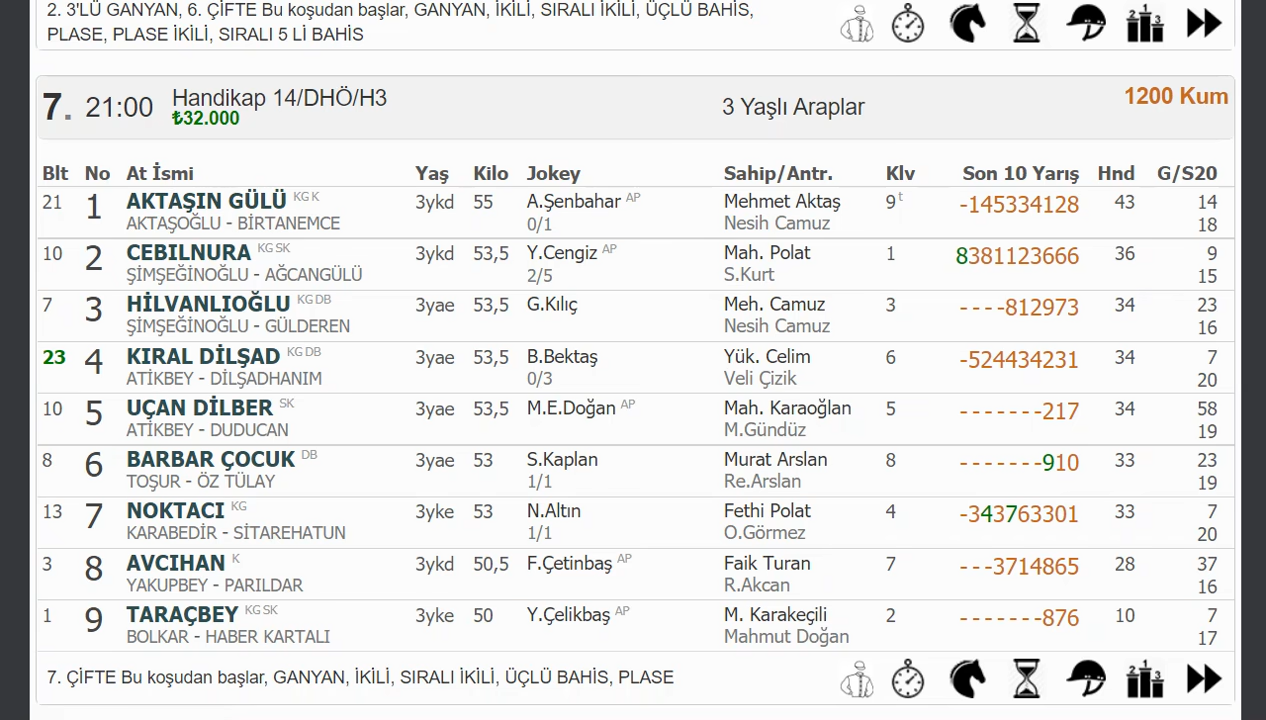 2. 3'LÜ GANYAN, 6. ÇİFTE Bu koşudan başlar, GANYAN, İKİLİ, SIRALI İKİLİ, ÜÇLÜ BAHİS,
PLASE, PLASE İKİLİ, SIRALI 5 Lİ BAHİS
7. 21:00 Handikap 14/DHÖ/H3 3 Yaşlı Araplar 1200 Kum
₺32.000
Blt No At İsmi Yaş Kilo Jokey Sahip/Antr. Klv Son 10 Yarış Hnd G/S20
21 1 AKTAŞIN GÜLÜ KG K 3ykd 55 A.Şenbahar AP Mehmet Aktaş 9 t -145334128 43 14
AKTAŞOĞLU - BİRTANEMCE 0/1 Nesih Camuz 18
10 2 CEBILNURA KG SK 3ykd 53,5 Y.Cengiz AP Mah. Polat 1 8381123666 36 9
ŞİMŞEĞİNOĞLU - AĞCANGÜLÜ 2/5 S.Kurt 15
7 3 HİLVANLIOĞLU KG DB 3yae 53,5 G.Kılıç Meh. Camuz 3 ----812973 34 23
ŞİMŞEĞİNOĞLU - GÜLDEREN Nesih Camuz 16
23 4 KIRAL DİLŞAD KG DB 3yae 53,5 B.Bektaş Yük. Celim 6 -524434231 34 7
ATİKBEY - DİLŞADHANIM 0/3 Veli Çizik 20
10 5 UÇAN DİLBER SK 3yae 53,5 M.E.Doğan AP Mah. Karaoğlan 5 -------217 34 58
ATİKBEY - DUDUCAN M.Gündüz 19
8 6 BARBAR ÇOCUK DB 3yae 53 S.Kaplan Murat Arslan 8 -------910 33 23
TOŞUR - ÖZ TÜLAY 1/1 Re.Arslan 19
13 7 NOKTACI KG 3yke 53 N.Altın Fethi Polat 4 -343763301 33 7
KARABEDİR - SİTAREHATUN 1/1 O.Görmez 20
3 8 AVCIHAN K 3ykd 50,5 F.Çetinbaş AP Faik Turan 7 ---3714865 28 37
YAKUPBEY - PARILDAR R.Akcan 16
1 9 TARAÇBEY KG SK 3yke 50 Y.Çelikbaş AP M. Karakeçili 2 -------876 10 7
BOLKAR - HABER KARTALI Mahmut Doğan 17
7. ÇİFTE Bu koşudan başlar, GANYAN, İKİLİ, SIRALI İKİLİ, ÜÇLÜ BAHİS, PLASE